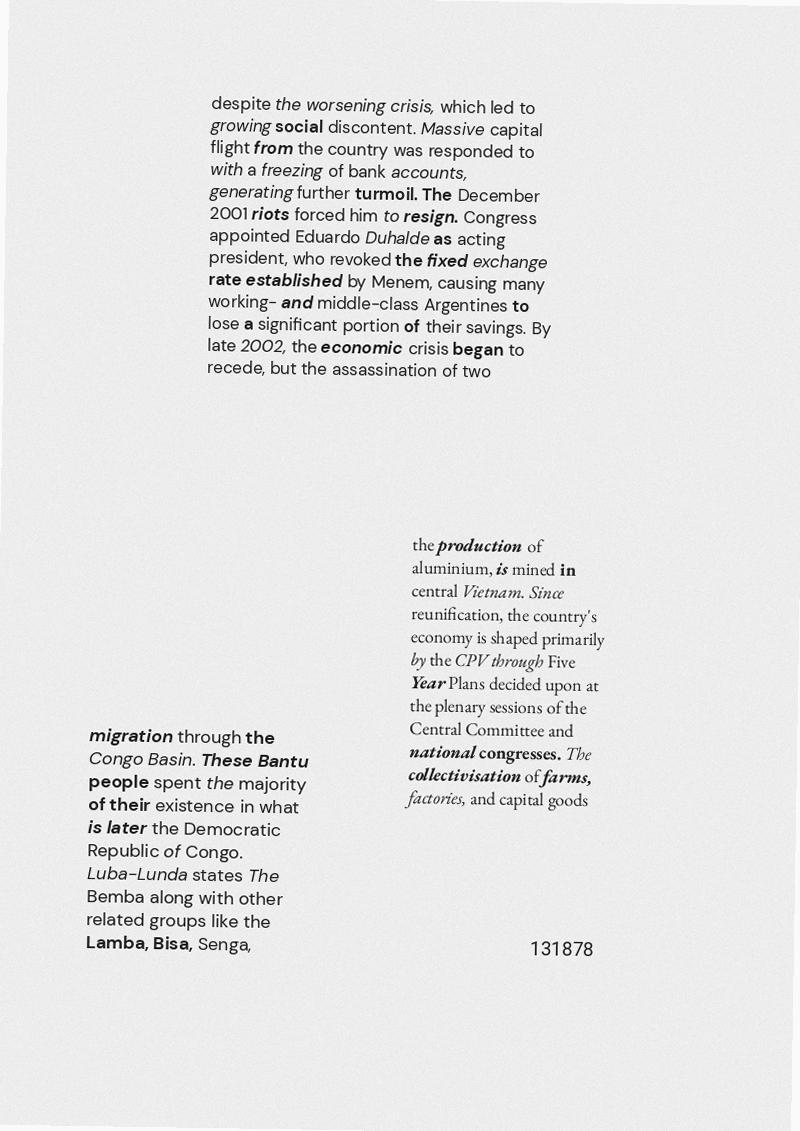 despite the worsening crisis, which led to
growing social discontent. Massive capital
flight from the country was responded to
with a freezing of bank accounts,
generating further turmoil. The December
2001 riots forced him to resign. Congress
appointed Eduardo Duhalde as acting
president, who revoked the fixed exchange
rate established by Menem, causing many
working- and middle-class Argentines to
lose a significant portion of their savings. By
late 2002, the economic crisis began to
recede, but the assassination of two
the production of
aluminium, is mined in
central Vietnam. Since
reunification, the country's
economy is shaped primarily
by the CPV through Five
Year Plans decided upon at
the plenary sessions of the
Central Committee and
national congresses. The
collectivisation of farms,
factories, and capital goods
migration through the
Congo Basin. These Bantu
people spent the majority
of their existence in what
is later the Democratic
Republic of Congo.
Luba-Lunda states The
Bemba along with other
related groups like the
Lamba, Bisa, Senga,
131878